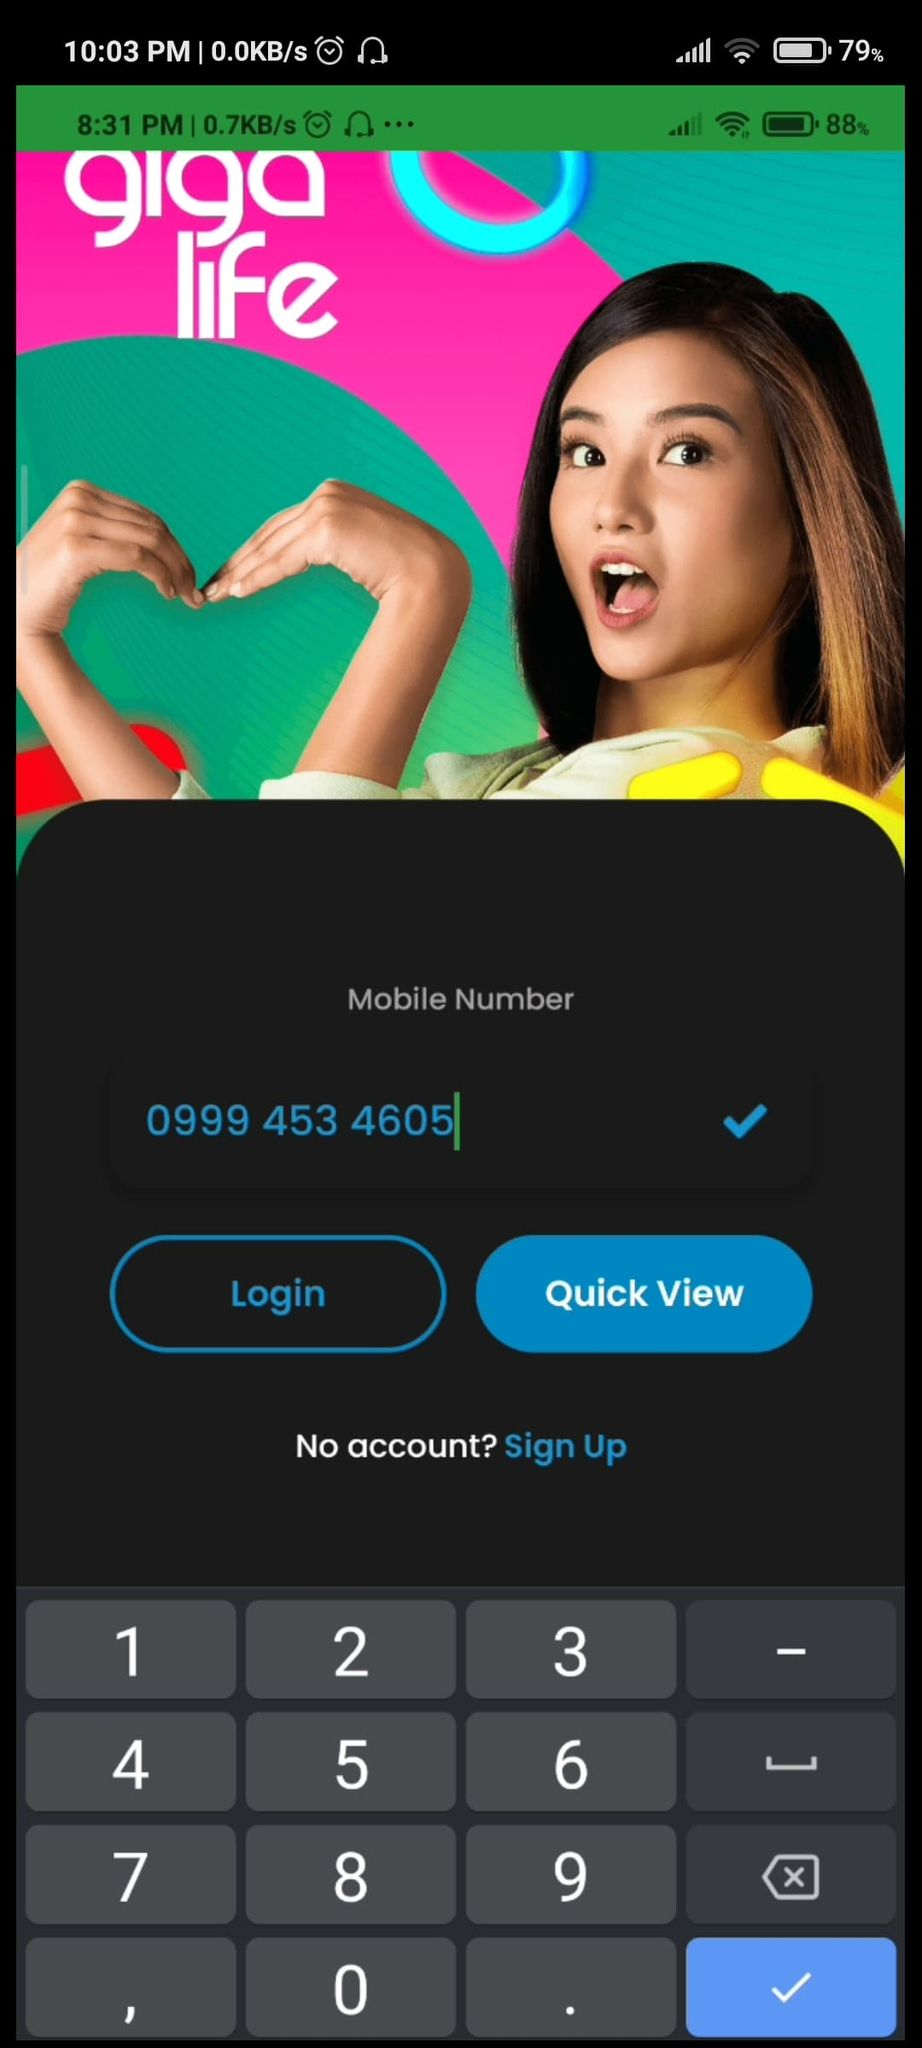 10:03 PM | 0.0KB/s 79%
8:31 PM | 0.7KB/s ... 88%
giga
life
Mobile Number
0999 453 4605
Login Quick View
No account? Sign Up
1 2 3 –
4 5 6
7 8 9
, 0 .